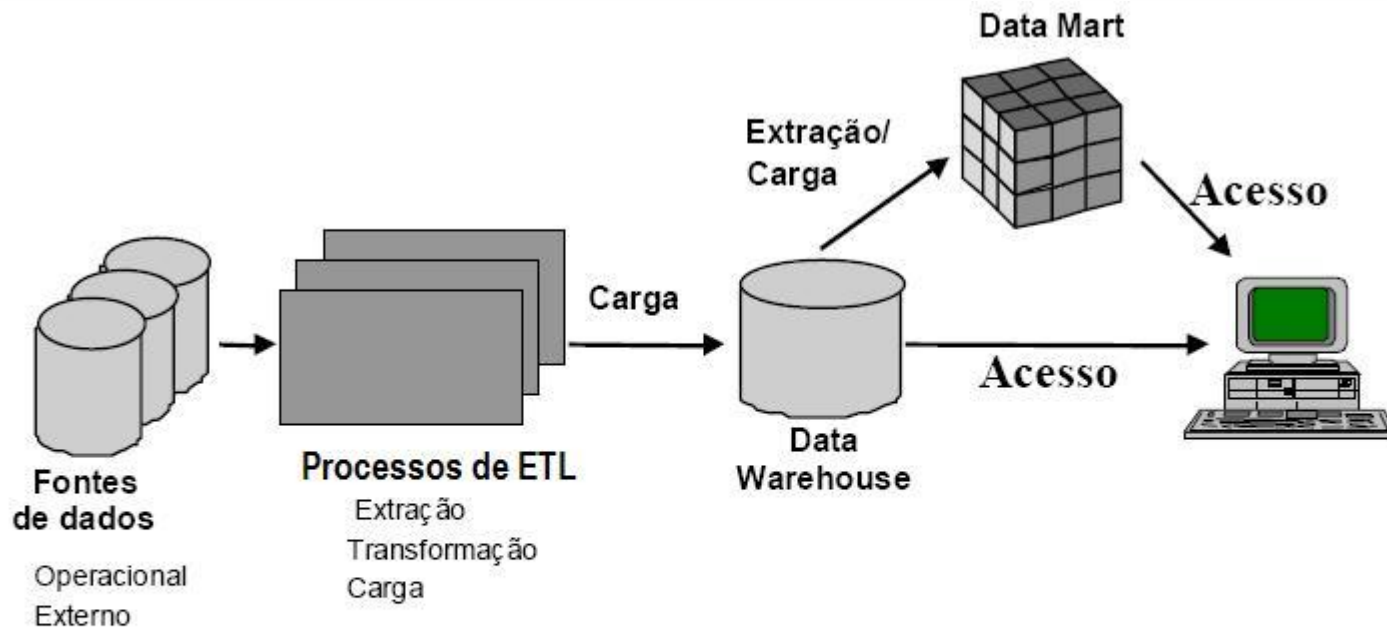 Data Mart
Extração/
Carga
Acesso
Carga
Acesso
Data
Warehouse
Processos de ETL
Extração
Transformação
Carga
Fontes
de dados
Operacional
Externo